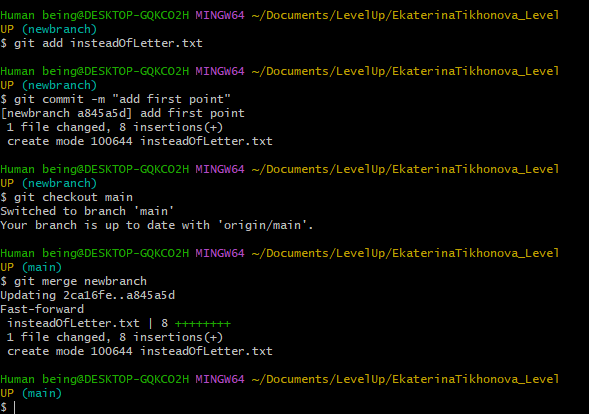 Human being@DESKTOP-GQKCO2H MINGW64 ~/Documents/LevelUp/EkaterinaTikhonova_Level
UP (newbranch)
$ git add insteadOfLetter.txt
Human being@DESKTOP-GQKCO2H MINGW64 ~/Documents/LevelUp/EkaterinaTikhonova_Level
UP (newbranch)
$ git commit -m "add first point"
[newbranch a845a5d] add first point
 1 file changed, 8 insertions(+)
 create mode 100644 insteadOfLetter.txt
Human being@DESKTOP-GQKCO2H MINGW64 ~/Documents/LevelUp/EkaterinaTikhonova_Level
UP (newbranch)
$ git checkout main
Switched to branch 'main'
Your branch is up to date with 'origin/main'.
Human being@DESKTOP-GQKCO2H MINGW64 ~/Documents/LevelUp/EkaterinaTikhonova_Level
UP (main)
$ git merge newbranch
Updating 2ca16fe..a845a5d
Fast-forward
 insteadOfLetter.txt | 8 ++++++++
 1 file changed, 8 insertions(+)
 create mode 100644 insteadOfLetter.txt
Human being@DESKTOP-GQKCO2H MINGW64 ~/Documents/LevelUp/EkaterinaTikhonova_Level
UP (main)
$